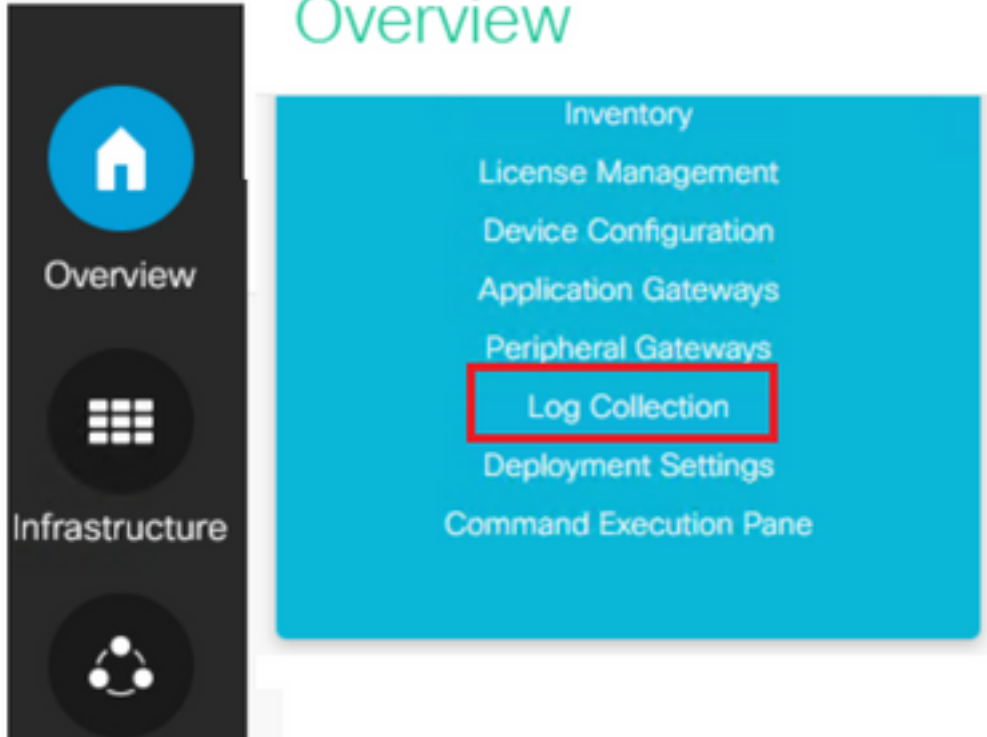 Overview
Overview
Infrastructure
Inventory
License Management
Device Configuration
Application Gateways
Peripheral Gateways
Log Collection
Deployment Settings
Command Execution Pane